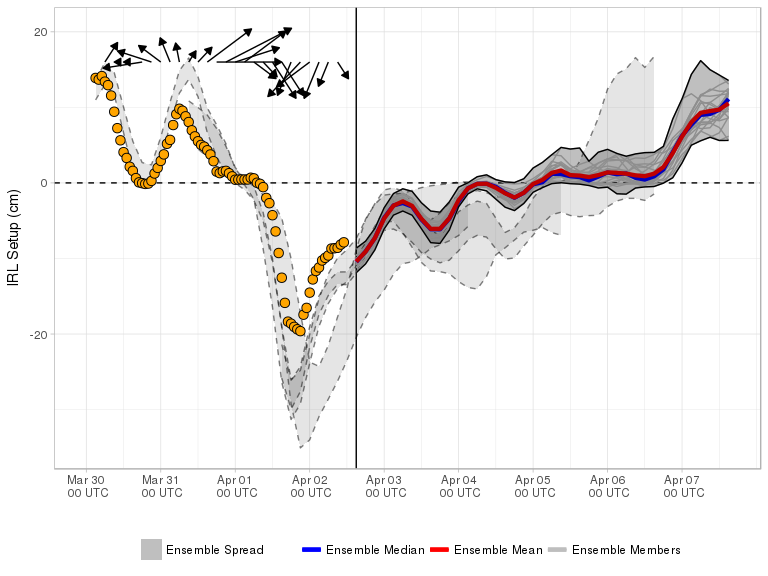 20
0
-20
IRL Setup (cm)
Mar 30 Mar 31 Apr 01 Apr 02 Apr 03 Apr 04 Apr 05 Apr 06 Apr 07
00 UTC 00 UTC 00 UTC 00 UTC 00 UTC 00 UTC 00 UTC 00 UTC 00 UTC
Ensemble Spread Ensemble Median Ensemble Mean Ensemble Members